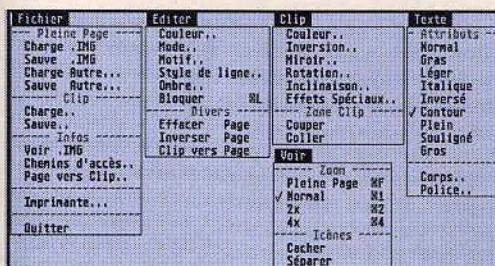 Fichier
-- Pleine Page --
Charge .IMG
Sauve .IMG
Charge Autre...
Sauve Autre...
-- Clip --
Charge..
Sauve..
-- Infos --
Voir .IMG
Chemins d'accès..
Page vers Clip..
Imprimante...
Quitter
Editer
Couleur..
Mode..
Motif..
Style de ligne..
Ombre..
Bloquer ⌘L
-- Divers --
Effacer Page
Inverser Page
Clip vers Page
Clip
Couleur..
Inversion..
Miroir..
Rotation..
Inclinaison..
Effets Spéciaux..
-- Zone Clip --
Couper
Coller
Voir
-- Zoom --
Pleine Page ⌘F
✓ Normal ⌘1
2x ⌘2
4x ⌘4
-- Icônes --
Cacher
Séparer
Texte
-- Attributs --
Normal
Gras
Léger
Italique
Inversé
✓ Contour
Plein
Souligné
Gros
Corps..
Police..